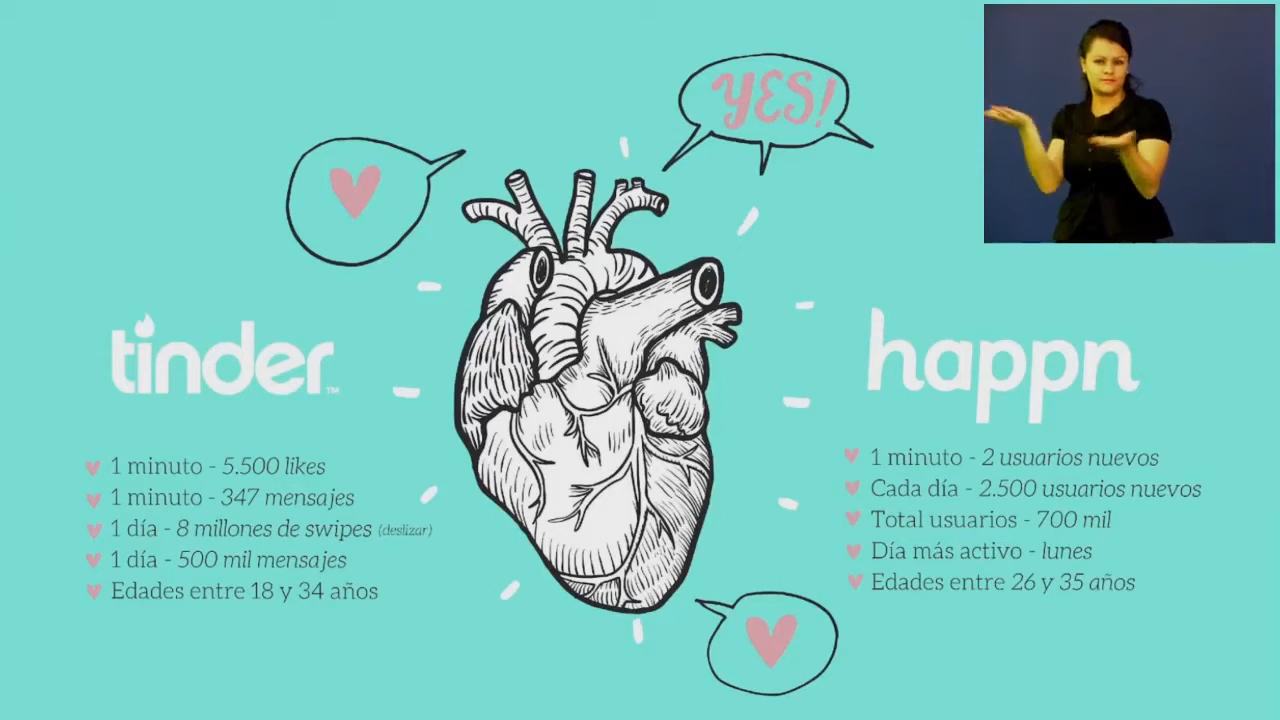 YES!
tinder™
1 minuto - 5.500 likes
1 minuto - 347 mensajes
1 día - 8 millones de swipes (deslizar)
1 día - 500 mil mensajes
Edades entre 18 y 34 años
happn
1 minuto - 2 usuarios nuevos
Cada día - 2.500 usuarios nuevos
Total usuarios - 700 mil
Día más activo - lunes
Edades entre 26 y 35 años